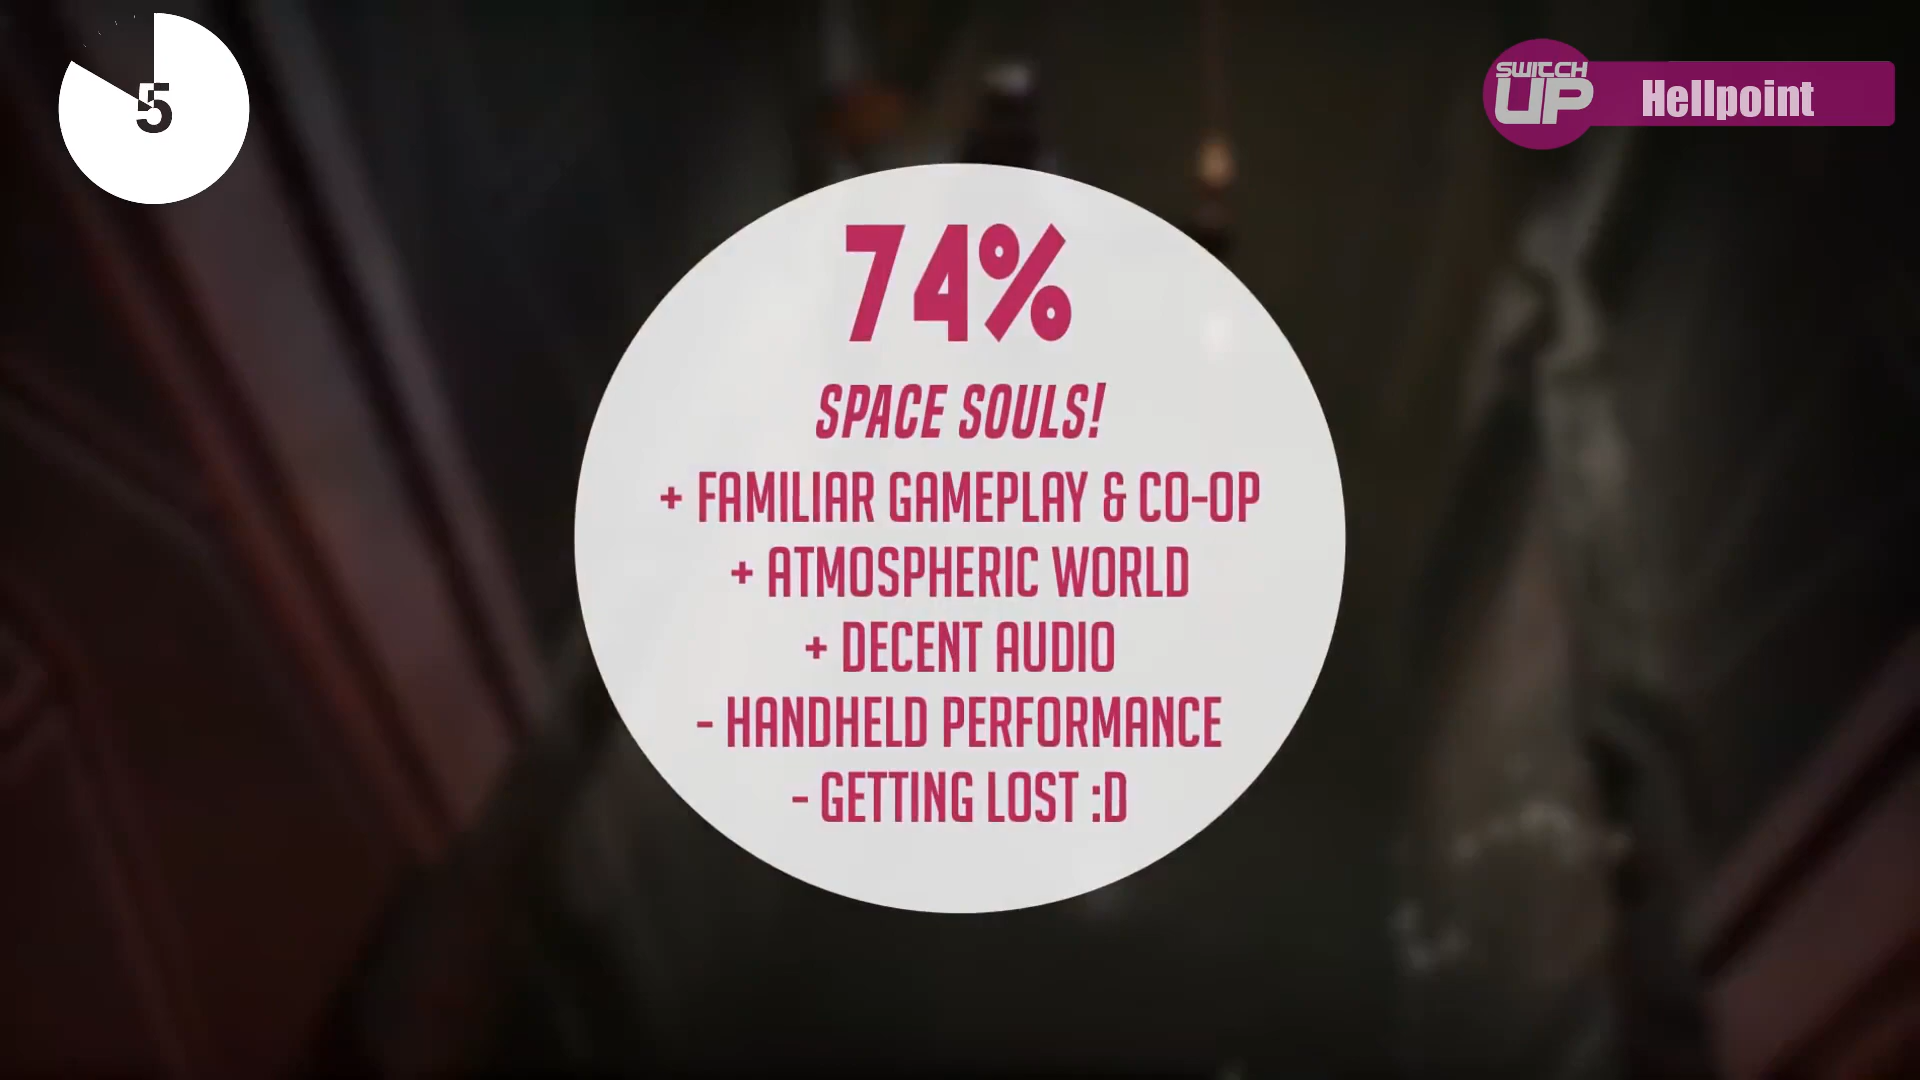 5
SWITCH
UP
Hellpoint
74%
SPACE SOULS!
+ FAMILIAR GAMEPLAY & CO-OP
+ ATMOSPHERIC WORLD
+ DECENT AUDIO
- HANDHELD PERFORMANCE
- GETTING LOST :D